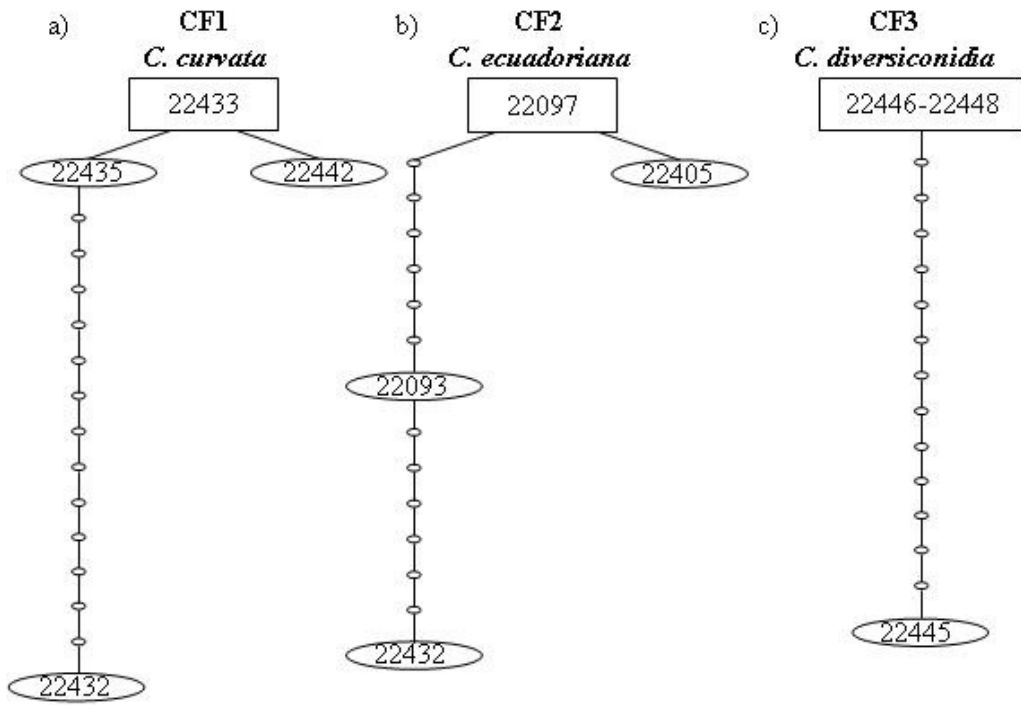 a)
CF1
C. curvata
22433
22435
22442
22432
b)
CF2
C. ecuadoriana
22097
22405
22093
22432
c)
CF3
C. diversiconidia
22446-22448
22445